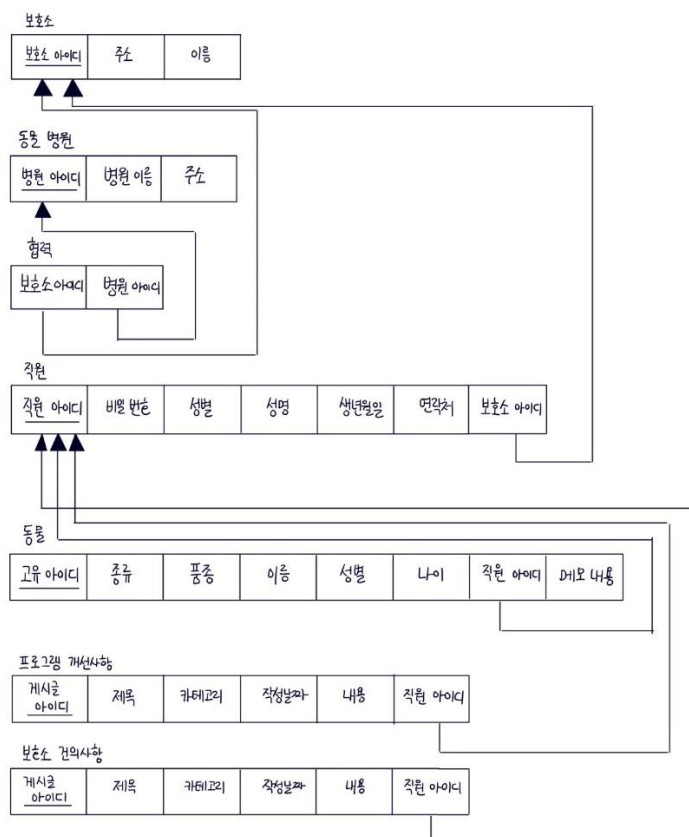 보호소
보호소 아이디 주소 이름
동물 병원
병원 아이디 병원 이름 주소
협력
보호소 아이디 병원 아이디
직원
직원 아이디 비밀 번호 성별 성명 생년월일 연락처 보호소 아이디
동물
고유 아이디 종류 품종 이름 성별 나이 직원 아이디 메모 내용
프로그램 개선사항
게시글 아이디 제목 카테고리 작성날짜 내용 직원 아이디
보호소 건의사항
게시글 아이디 제목 카테고리 작성날짜 내용 직원 아이디